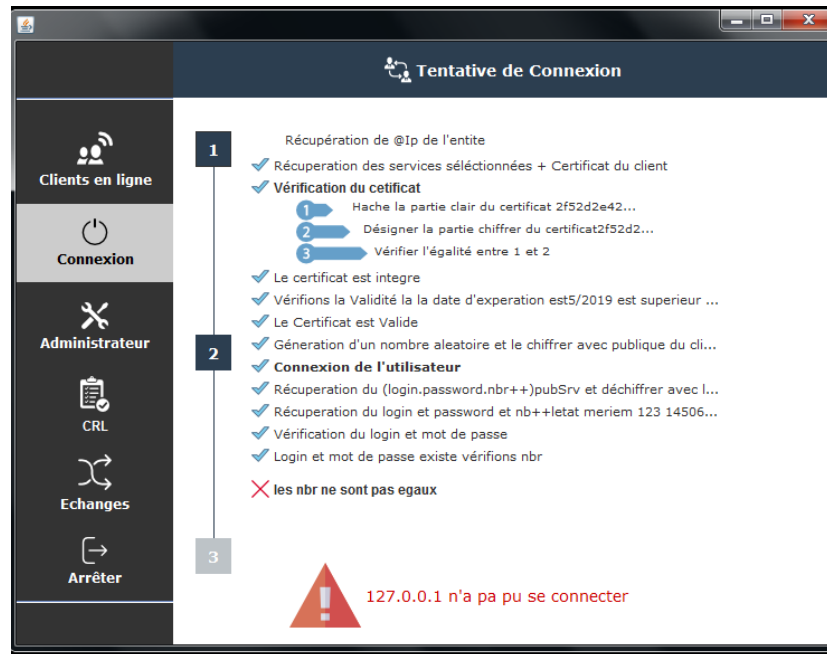 Tentative de Connexion
Clients en ligne
Connexion
Administrateur
CRL
Echanges
Arrêter
1
Récupération de @Ip de l'entite
Récuperation des services séléctionnées + Certificat du client
Vérification du cetificat
1 Hache la partie clair du certificat 2f52d2e42...
2 Désigner la partie chiffrer du certificat2f52d2...
3 Vérifier l'égalité entre 1 et 2
Le certificat est integre
Vérifions la Validité la la date d'experation est5/2019 est superieur ...
Le Certificat est Valide
2
Géneration d'un nombre aleatoire et le chiffrer avec publique du cli...
Connexion de l'utilisateur
Récuperation du (login.password.nbr++)pubSrv et déchiffrer avec l...
Récuperation du login et password et nb++letat meriem 123 14506...
Vérification du login et mot de passe
Login et mot de passe existe vérifions nbr
les nbr ne sont pas egaux
3
127.0.0.1 n'a pa pu se connecter